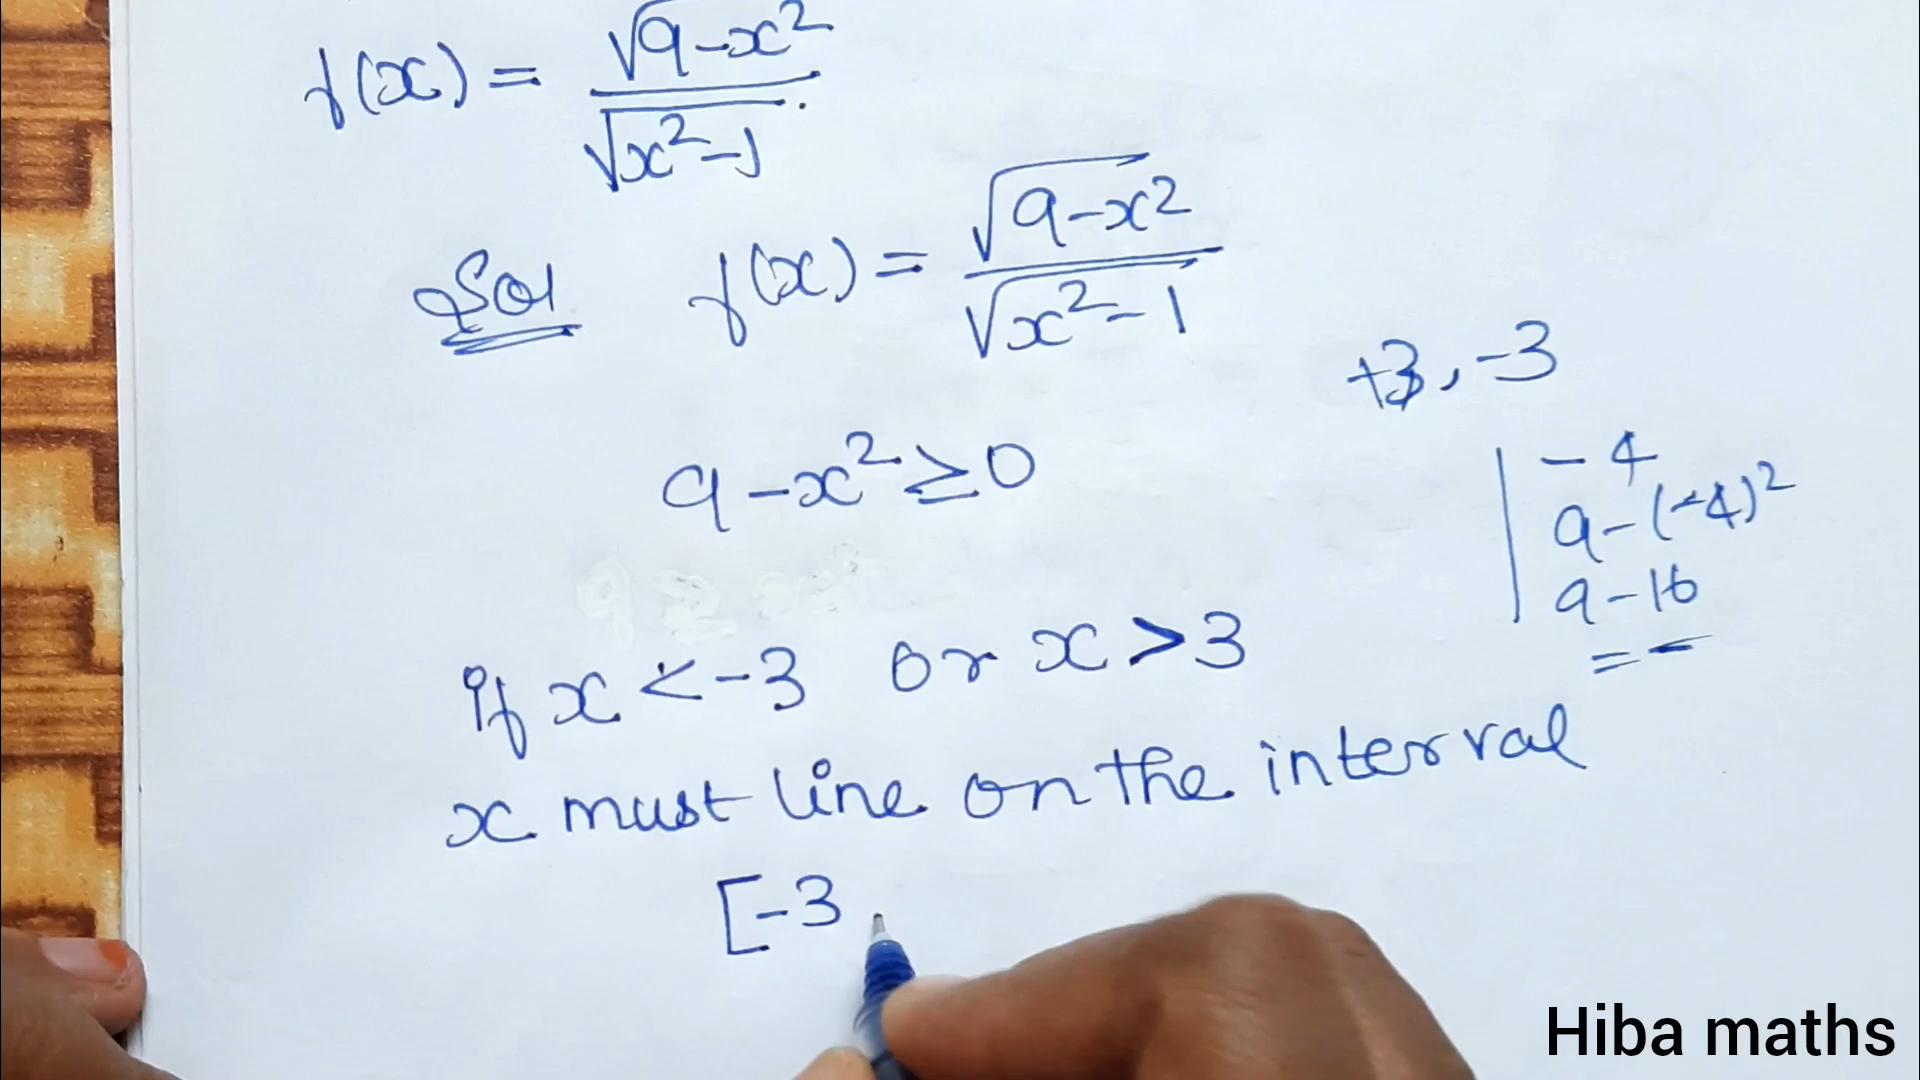 f(x) = √9-x² / √x²-1
Sol f(x) = √9-x² / √x²-1
+3, -3
9-x² ≥ 0
-4
9-(-4)²
9-16
= -
if x < -3 or x > 3
x must line on the interval
[-3
Hiba maths